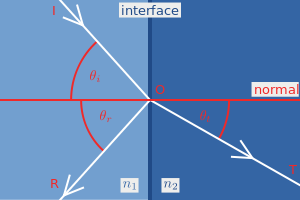 I
interface
θᵢ
O
normal
θᵣ
θₜ
R
n₁
n₂
T